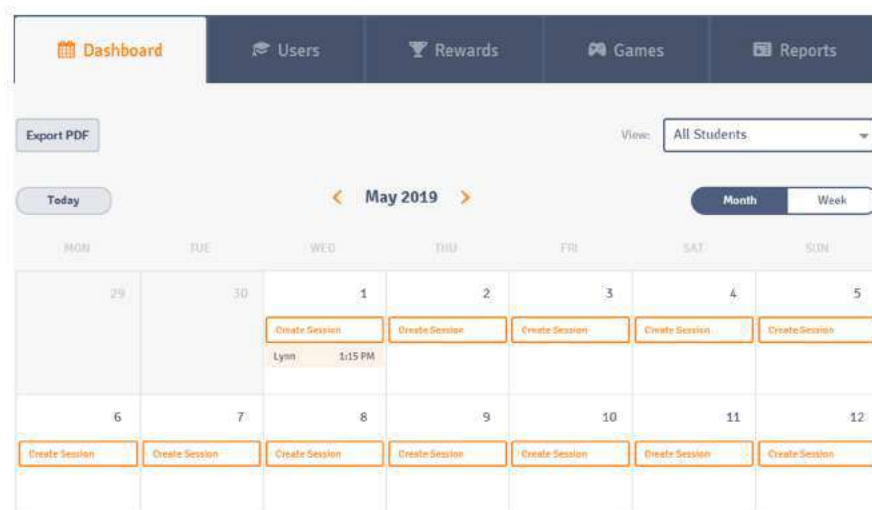 Dashboard Users Rewards Games Reports
Export PDF View: All Students
Today < May 2019 > Month Week
MON TUE WED THU FRI SAT SUN
29 30 1 2 3 4 5
Create Session Create Session Create Session Create Session Create Session
Lynn 1:15 PM
6 7 8 9 10 11 12
Create Session Create Session Create Session Create Session Create Session Create Session Create Session